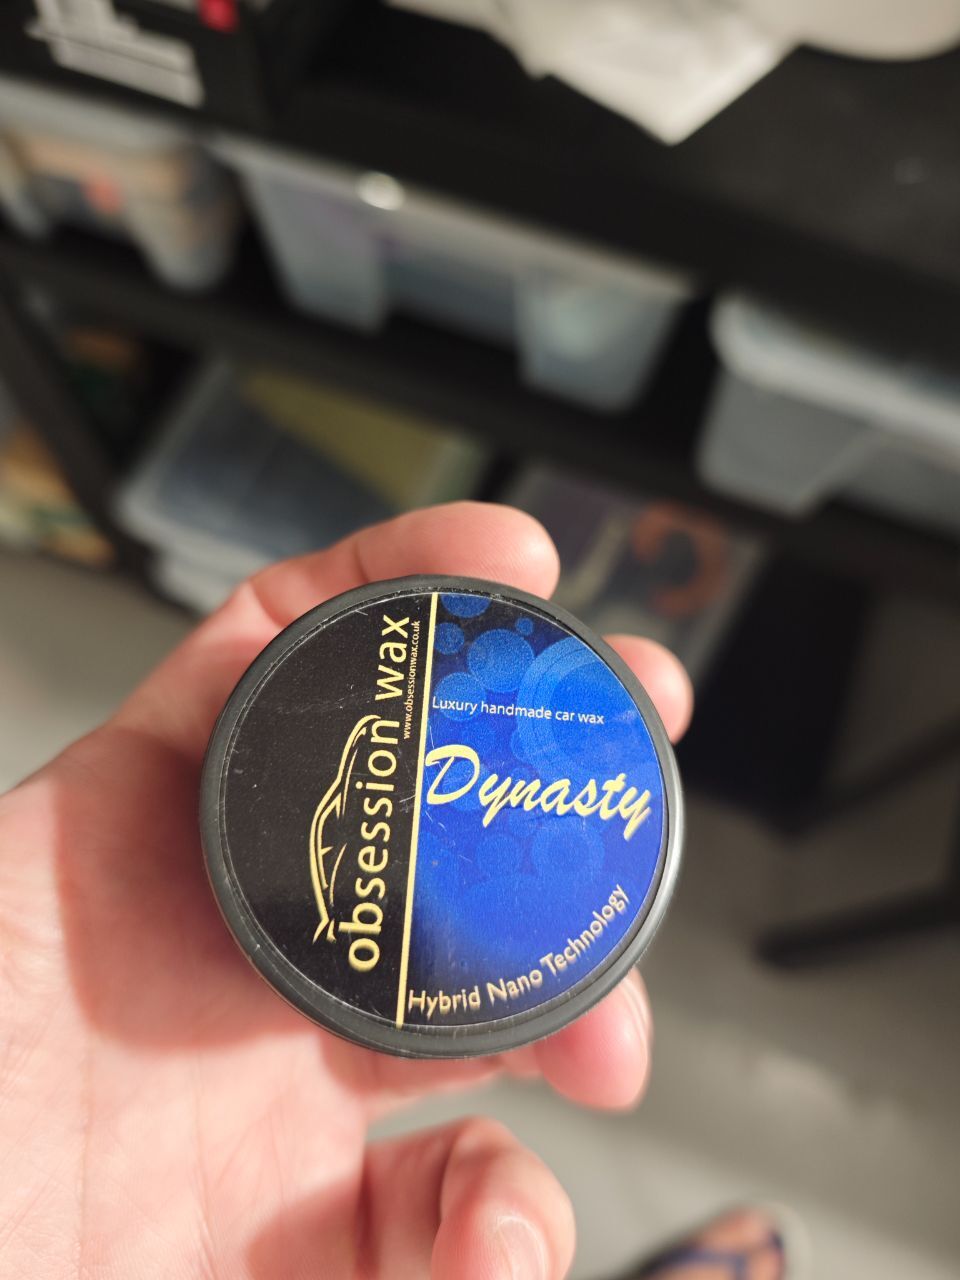 obsession wax
www.obsessionwax.co.uk
Luxury handmade car wax
Dynasty
Hybrid Nano Technology